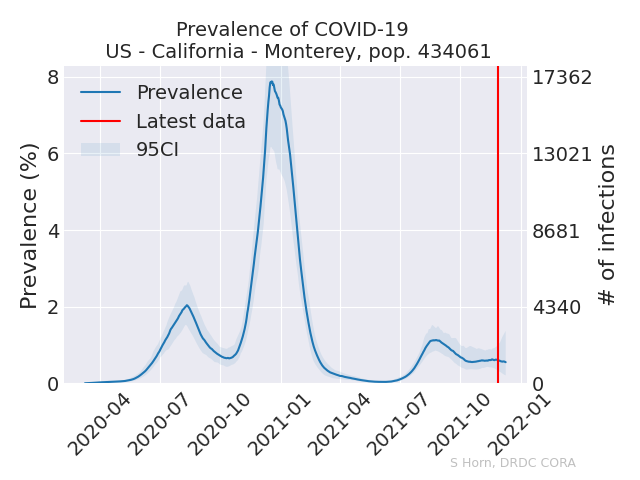 Prevalence of COVID-19
US - California - Monterey, pop. 434061
Prevalence
Latest data
95CI
Prevalence (%)
8
6
4
2
0
17362
13021
8681
4340
0
# of infections
2020-04
2020-07
2020-10
2021-01
2021-04
2021-07
2021-10
2022-01
S Horn, DRDC CORA